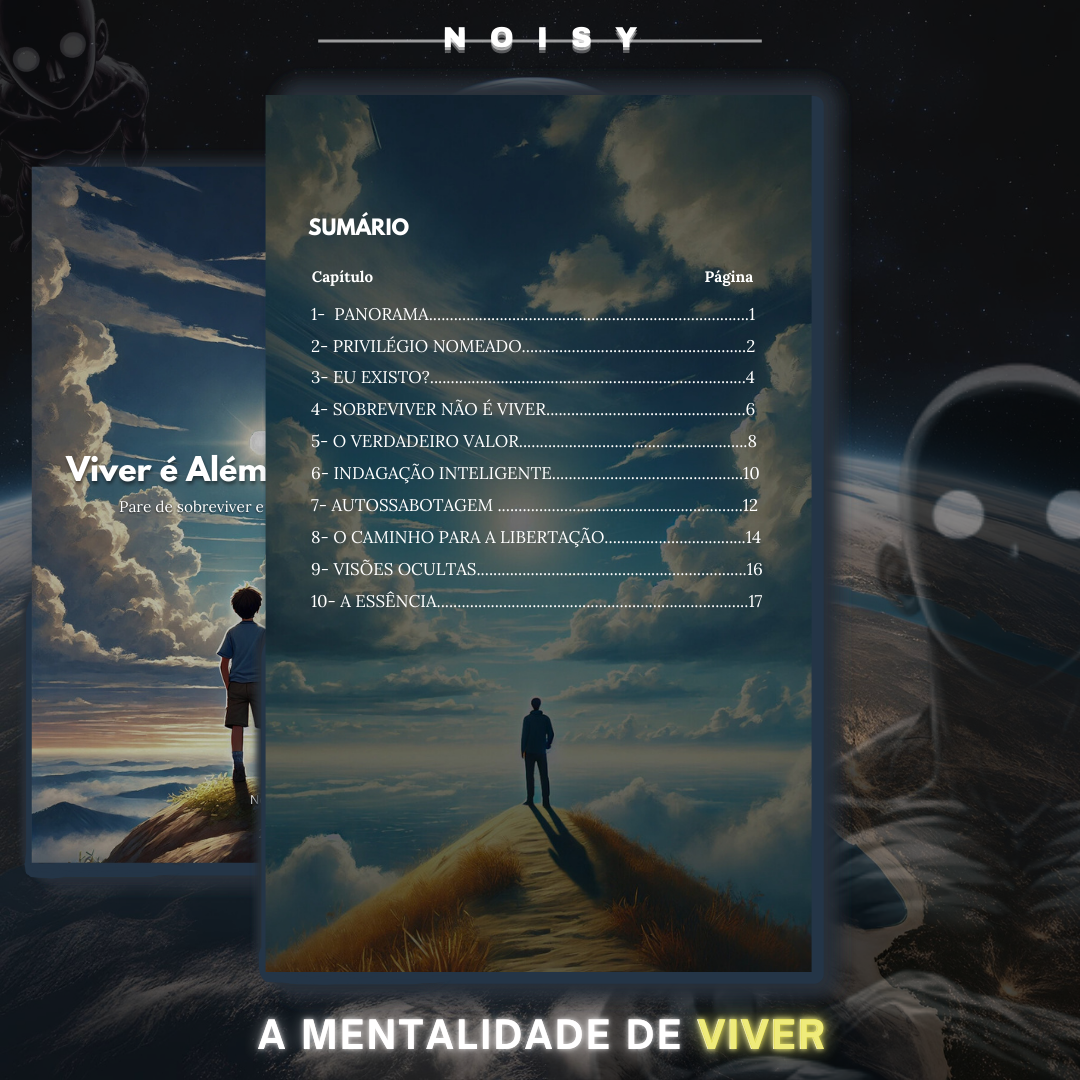 NOISY
SUMÁRIO
Capítulo Página
1- PANORAMA........................................................................1
2- PRIVILÉGIO NOMEADO......................................................2
3- EU EXISTO?............................................................................4
4- SOBREVIVER NÃO É VIVER................................................6
5- O VERDADEIRO VALOR.......................................................8
6- INDAGAÇÃO INTELIGENTE..............................................10
7- AUTOSSABOTAGEM ...........................................................12
8- O CAMINHO PARA A LIBERTAÇÃO..................................14
9- VISÕES OCULTAS.................................................................16
10- A ESSÊNCIA...........................................................................17
Viver é Além
Pare de sobreviver e
N
A MENTALIDADE DE VIVER